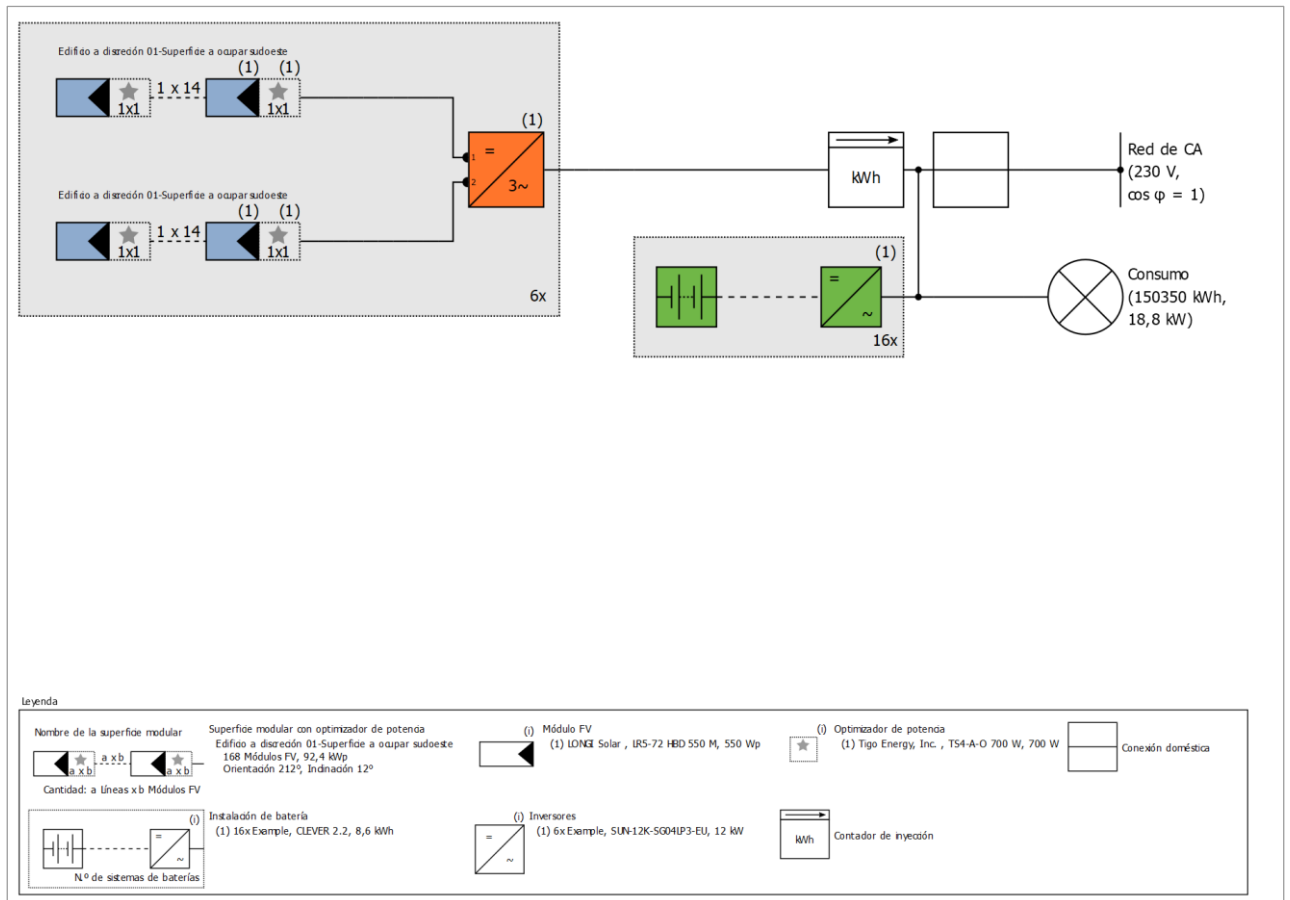 Edificio a discreción 01-Superficie a ocupar sudoeste
(1) (1)
1 x 14
1x1 1x1
(1)
=
1
2
3~
Edificio a discreción 01-Superficie a ocupar sudoeste
(1) (1)
1 x 14
1x1 1x1
6x
kWh
Red de CA
(230 V,
cos φ = 1)
(1)
=
~
16x
Consumo
(150350 kWh,
18,8 kW)
Leyenda
Nombre de la superficie modular
a x b
a x b a x b
Cantidad: a Líneas x b Módulos FV
Superficie modular con optimizador de potencia
Edificio a discreción 01-Superficie a ocupar sudoeste
168 Módulos FV, 92,4 kWp
Orientación 212°, Inclinación 12°
(i) Módulo FV
(1) LONGI Solar , LR5-72 HBD 550 M, 550 Wp
(i) Optimizador de potencia
(1) Tigo Energy, Inc. , TS4-A-O 700 W, 700 W
Conexión doméstica
(i) Instalación de batería
(1) 16x Example, CLEVER 2.2, 8,6 kWh
=
~
N.º de sistemas de baterías
(i) Inversores
(1) 6x Example, SUN-12K-SG04LP3-EU, 12 kW
=
~
kWh
Contador de inyección